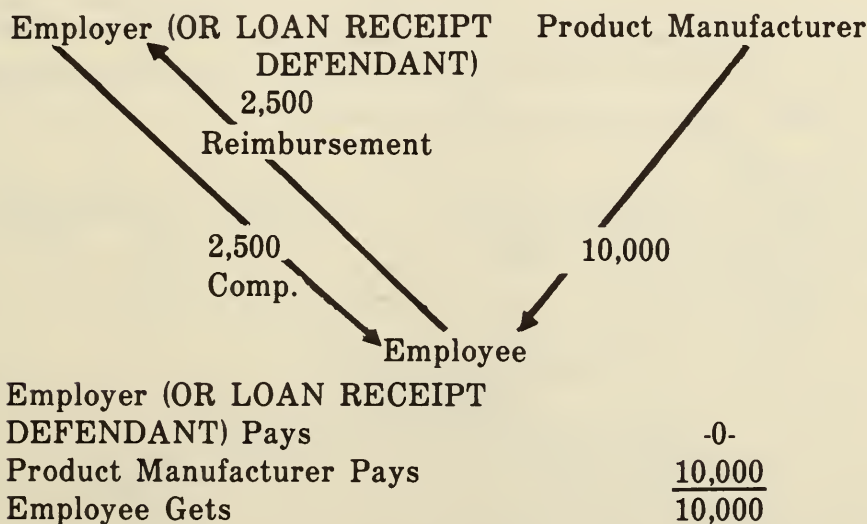 Employer (OR LOAN RECEIPT DEFENDANT)
Product Manufacturer
2,500
Reimbursement
2,500
Comp.
10,000
Employee
Employer (OR LOAN RECEIPT
DEFENDANT) Pays -0-
Product Manufacturer Pays 10,000
Employee Gets 10,000